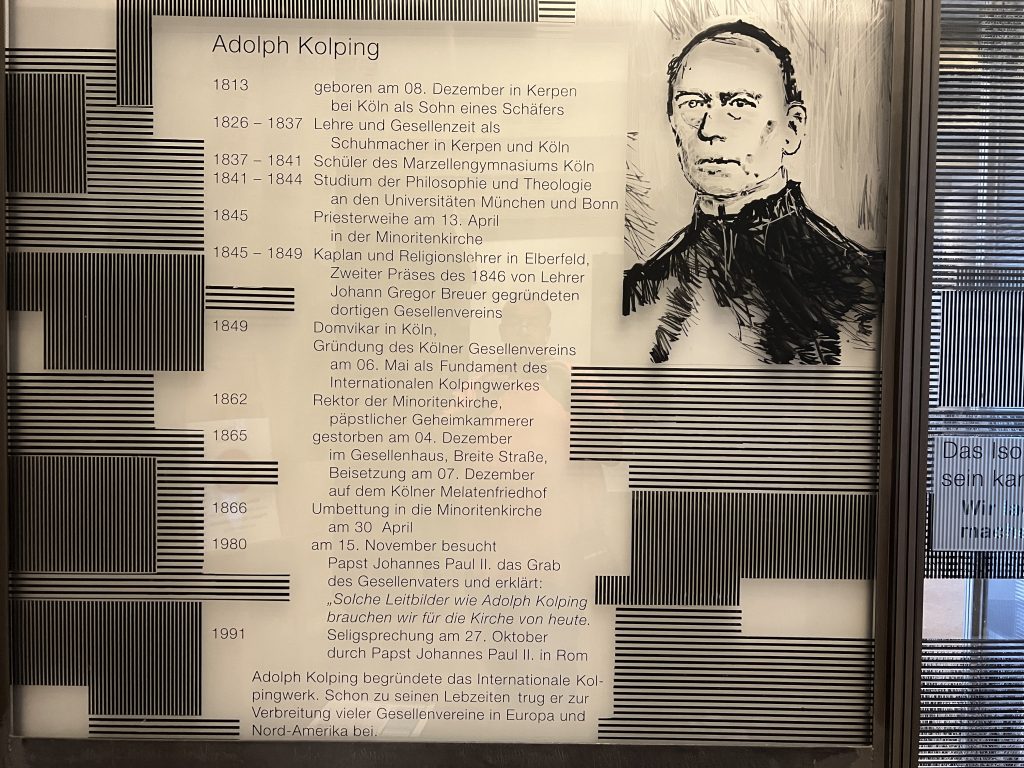 Adolph Kolping
1813 geboren am 08. Dezember in Kerpen
bei Köln als Sohn eines Schäfers
1826 – 1837 Lehre und Gesellenzeit als
Schuhmacher in Kerpen und Köln
1837 – 1841 Schüler des Marzellengymnasiums Köln
1841 – 1844 Studium der Philosophie und Theologie
an den Universitäten München und Bonn
1845 Priesterweihe am 13. April
in der Minoritenkirche
1845 – 1849 Kaplan und Religionslehrer in Elberfeld,
Zweiter Präses des 1846 von Lehrer
Johann Gregor Breuer gegründeten
dortigen Gesellenvereins
1849 Domvikar in Köln,
Gründung des Kölner Gesellenvereins
am 06. Mai als Fundament des
Internationalen Kolpingwerkes
1862 Rektor der Minoritenkirche,
päpstlicher Geheimkammerer
1865 gestorben am 04. Dezember
im Gesellenhaus, Breite Straße,
Beisetzung am 07. Dezember
auf dem Kölner Melatenfriedhof
1866 Umbettung in die Minoritenkirche
am 30 April
1980 am 15. November besucht
Papst Johannes Paul II. das Grab
des Gesellenvaters und erklärt:
„Solche Leitbilder wie Adolph Kolping
brauchen wir für die Kirche von heute.
1991 Seligsprechung am 27. Oktober
durch Papst Johannes Paul II. in Rom
Adolph Kolping begründete das Internationale Kol-
pingwerk. Schon zu seinen Lebzeiten trug er zur
Verbreitung vieler Gesellenvereine in Europa und
Nord-Amerika bei.
Das
sein
Wir